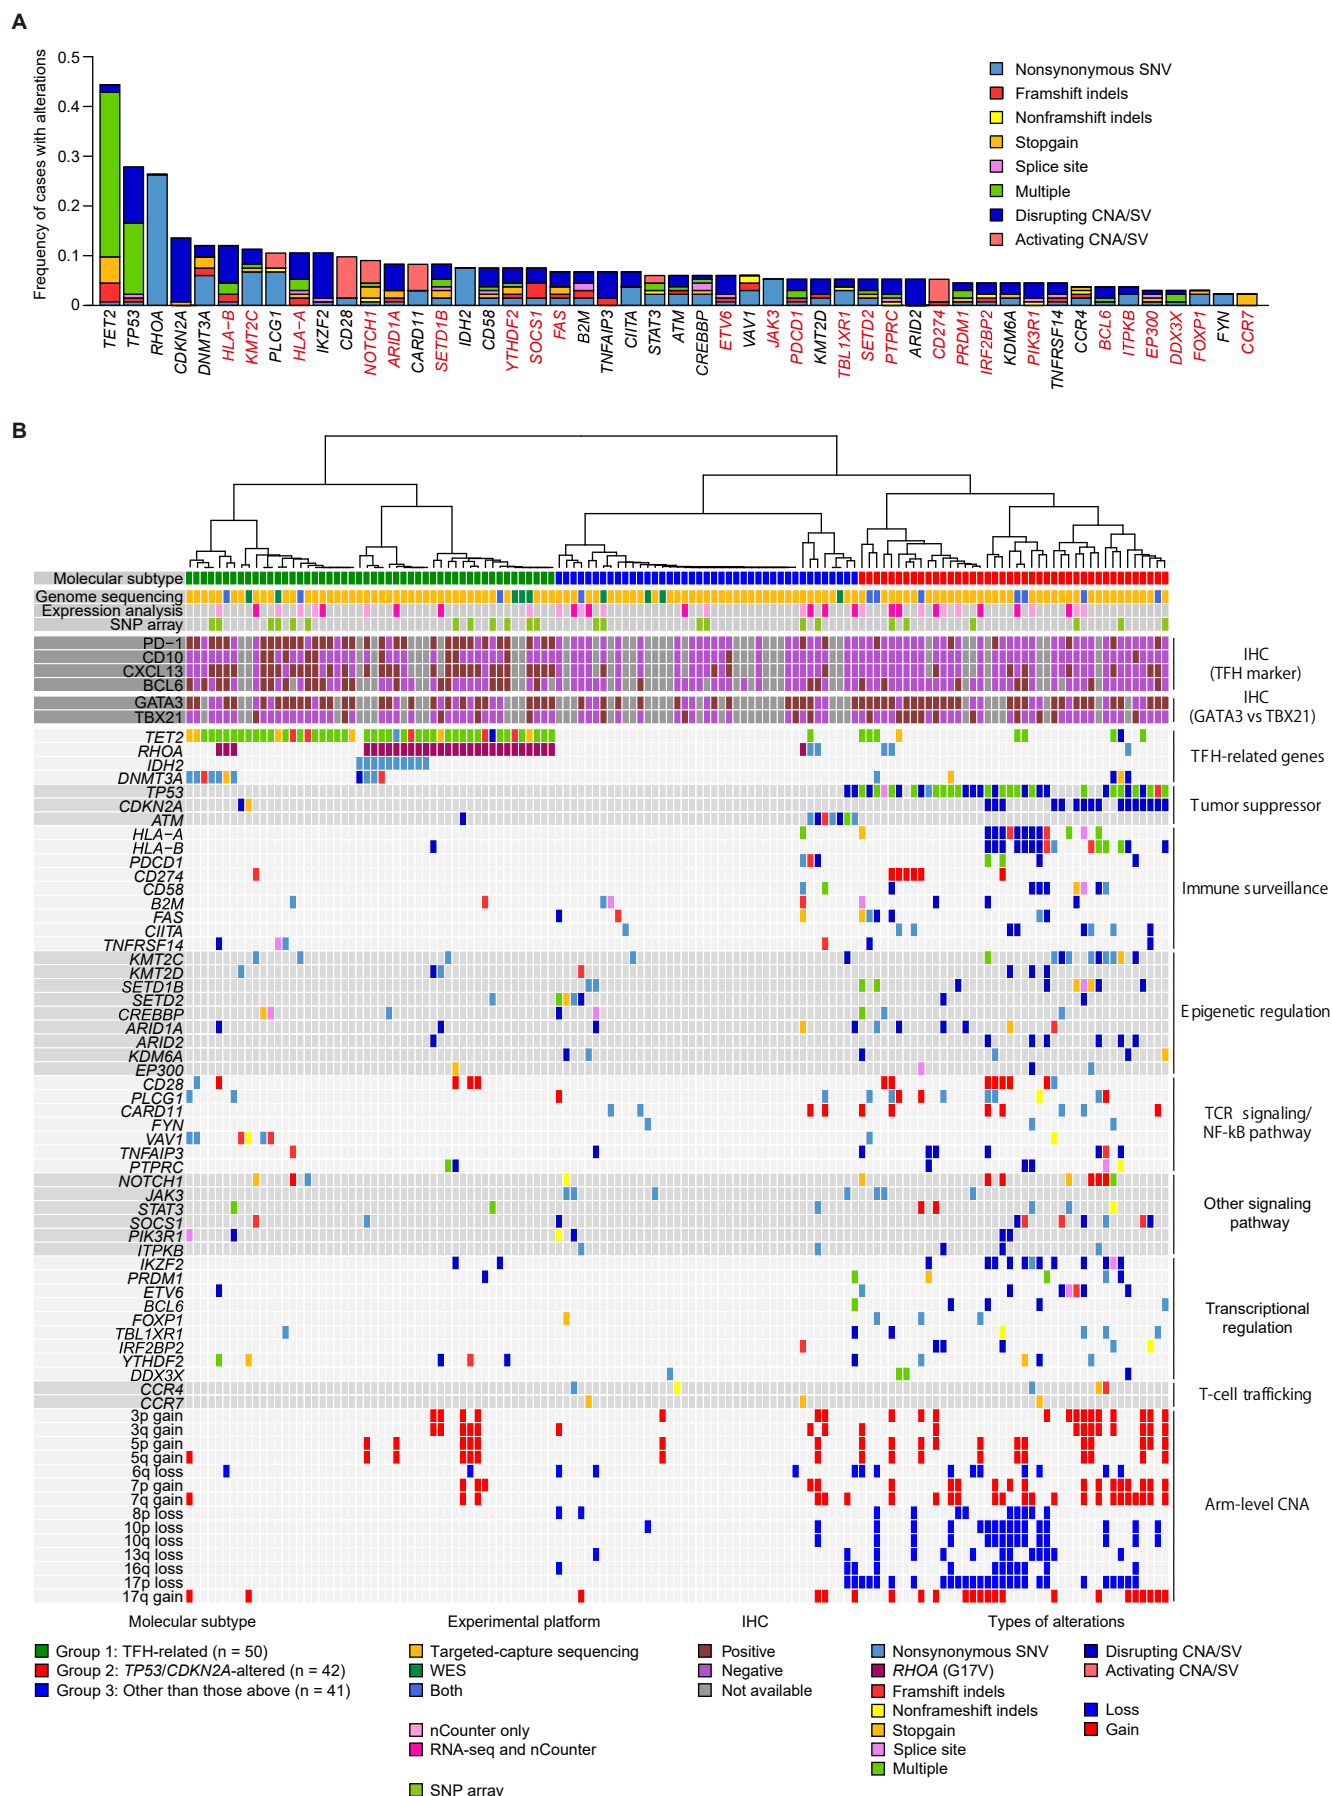 A
Frequency of cases with alterations
0.5
0.4
0.3
0.2
0.1
0
Nonsynonymous SNV
Framshift indels
Nonframshift indels
Stopgain
Splice site
Multiple
Disrupting CNA/SV
Activating CNA/SV
TET2
TP53
RHOA
CDKN2A
DNMT3A
HLA−B
KMT2C
PLCG1
HLA−A
IKZF2
CD28
NOTCH1
ARID1A
CARD11
SETD1B
IDH2
CD58
YTHDF2
SOCS1
FAS
B2M
TNFAIP3
CIITA
STAT3
ATM
CREBBP
ETV6
VAV1
JAK3
PDCD1
KMT2D
TBL1XR1
SETD2
PTPRC
ARID2
CD274
PRDM1
IRF2BP2
KDM6A
PIK3R1
TNFRSF14
CCR4
BCL6
ITPKB
EP300
DDX3X
FOXP1
FYN
CCR7
B
Molecular subtype
Genome sequencing
Expression analysis
SNP array
PD−1
CD10
CXCL13
BCL6
IHC
(TFH marker)
GATA3
TBX21
IHC
(GATA3 vs TBX21)
TET2
RHOA
IDH2
DNMT3A
TFH-related genes
TP53
CDKN2A
ATM
Tumor suppressor
HLA−A
HLA−B
PDCD1
CD274
CD58
B2M
FAS
CIITA
TNFRSF14
Immune surveillance
KMT2C
KMT2D
SETD1B
SETD2
CREBBP
ARID1A
ARID2
KDM6A
EP300
Epigenetic regulation
CD28
PLCG1
CARD11
FYN
VAV1
TNFAIP3
PTPRC
TCR signaling/
NF-kB pathway
NOTCH1
JAK3
STAT3
SOCS1
PIK3R1
ITPKB
Other signaling
pathway
IKZF2
PRDM1
ETV6
BCL6
FOXP1
TBL1XR1
IRF2BP2
YTHDF2
DDX3X
Transcriptional
regulation
CCR4
CCR7
T-cell trafficking
3p gain
3q gain
5p gain
5q gain
6q loss
7p gain
7q gain
8p loss
10p loss
10q loss
13q loss
16q loss
17p loss
17q gain
Arm-level CNA
Molecular subtype
Group 1: TFH-related (n = 50)
Group 2: TP53/CDKN2A-altered (n = 42)
Group 3: Other than those above (n = 41)
Experimental platform
Targeted-capture sequencing
WES
Both
nCounter only
RNA-seq and nCounter
SNP array
IHC
Positive
Negative
Not available
Types of alterations
Nonsynonymous SNV
RHOA (G17V)
Framshift indels
Nonframeshift indels
Stopgain
Splice site
Multiple
Disrupting CNA/SV
Activating CNA/SV
Loss
Gain